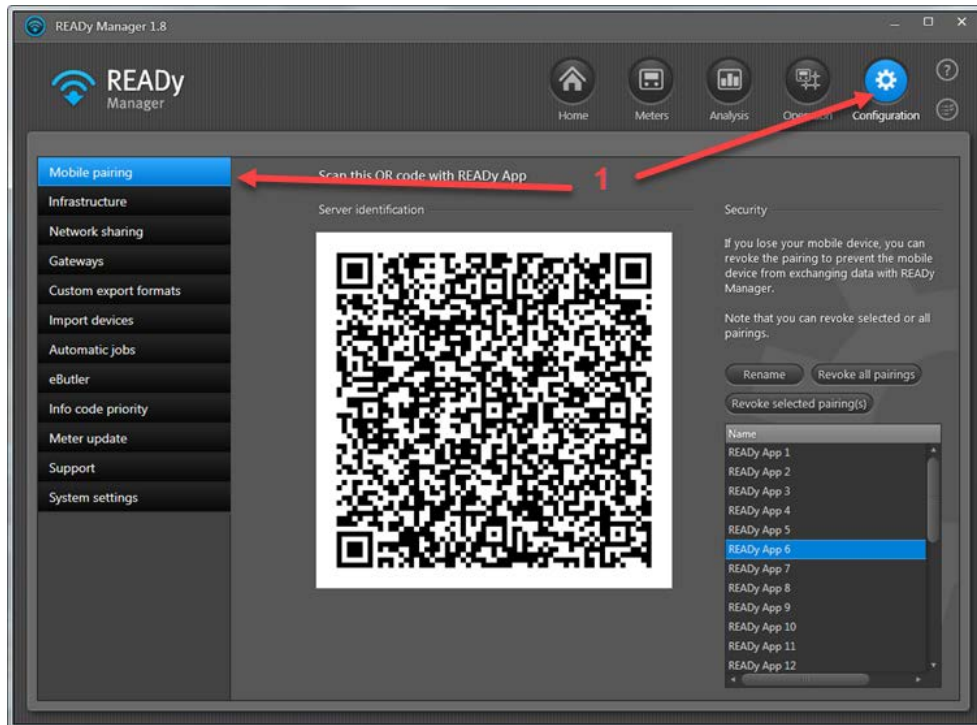 READy Manager 1.8
READy
Manager
Home
Meters
Analysis
Operation
Configuration
?
1
Mobile pairing
Infrastructure
Network sharing
Gateways
Custom export formats
Import devices
Automatic jobs
eButler
Info code priority
Meter update
Support
System settings
Scan this QR code with READy App
Server identification
Security
If you lose your mobile device, you can
revoke the pairing to prevent the mobile
device from exchanging data with READy
Manager.
Note that you can revoke selected or all
pairings.
Rename
Revoke all pairings
Revoke selected pairing(s)
Name
READy App 1
READy App 2
READy App 3
READy App 4
READy App 5
READy App 6
READy App 7
READy App 8
READy App 9
READy App 10
READy App 11
READy App 12